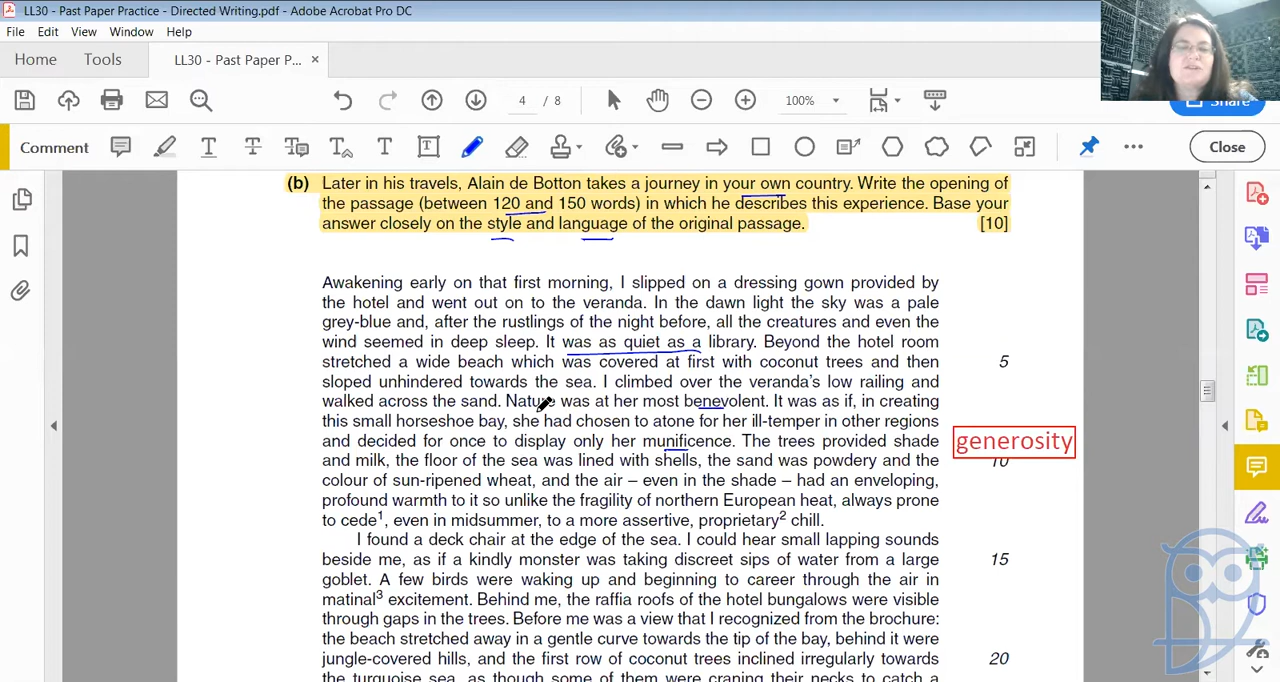 LL30 - Past Paper Practice - Directed Writing.pdf - Adobe Acrobat Pro DC
File Edit View Window Help
Home Tools LL30 - Past Paper P... ×
4 / 8 100% Share
Comment Close
(b) Later in his travels, Alain de Botton takes a journey in your own country. Write the opening of
the passage (between 120 and 150 words) in which he describes this experience. Base your
answer closely on the style and language of the original passage. [10]
Awakening early on that first morning, I slipped on a dressing gown provided by
the hotel and went out on to the veranda. In the dawn light the sky was a pale
grey-blue and, after the rustlings of the night before, all the creatures and even the
wind seemed in deep sleep. It was as quiet as a library. Beyond the hotel room
stretched a wide beach which was covered at first with coconut trees and then 5
sloped unhindered towards the sea. I climbed over the veranda's low railing and
walked across the sand. Nature was at her most benevolent. It was as if, in creating
this small horseshoe bay, she had chosen to atone for her ill-temper in other regions
and decided for once to display only her munificence. The trees provided shade generosity
and milk, the floor of the sea was lined with shells, the sand was powdery and the 10
colour of sun-ripened wheat, and the air – even in the shade – had an enveloping,
profound warmth to it so unlike the fragility of northern European heat, always prone
to cede1, even in midsummer, to a more assertive, proprietary2 chill.
I found a deck chair at the edge of the sea. I could hear small lapping sounds
beside me, as if a kindly monster was taking discreet sips of water from a large 15
goblet. A few birds were waking up and beginning to career through the air in
matinal3 excitement. Behind me, the raffia roofs of the hotel bungalows were visible
through gaps in the trees. Before me was a view that I recognized from the brochure:
the beach stretched away in a gentle curve towards the tip of the bay, behind it were
jungle-covered hills, and the first row of coconut trees inclined irregularly towards 20
the turquoise sea, as though some of them were craning their necks to catch a